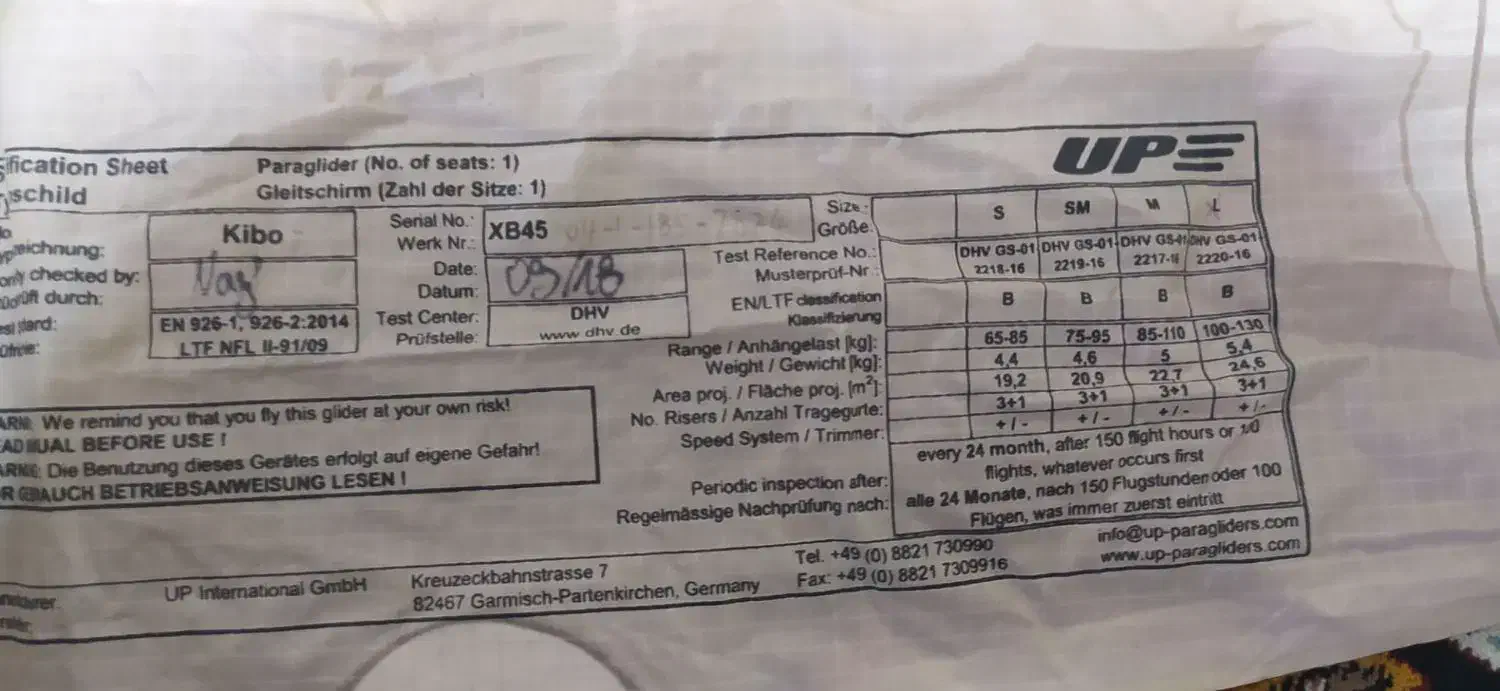 ification Sheet
schild
Paraglider (No. of seats: 1)
Gleitschirm (Zahl der Sitze: 1)
UP
eichnung:
Kibo
Serial No.:
Werk Nr.:
XB45
only checked by:
rüft durch:
Date:
Datum:
09/18
EN 926-1, 926-2:2014
LTF NFL II-91/09
Test Center:
Prüfstelle:
DHV
www.dhv.de
Size :
Größe:
S SM M L
Test Reference No.:
Musterprüf-Nr.:
DHV GS-01 DHV GS-01 DHV GS-01 DHV GS-01
2218-16 2219-16 2217-16 2220-16
EN/LTF classification
Klassifizierung
B B B B
Range / Anhängelast [kg]: 65-85 75-95 85-110 100-130
Weight / Gewicht [kg]: 4,4 4,6 5 5,4
Area proj. / Fläche proj. [m²]: 19,2 20,9 22,7 24,6
No. Risers / Anzahl Tragegurte: 3+1 3+1 3+1 3+1
Speed System / Trimmer: + / - + / - + / - + / -
Periodic inspection after:
every 24 month, after 150 flight hours or
flights, whatever occurs first
Regelmässige Nachprüfung nach:
alle 24 Monate, nach 150 Flugstunden oder 100
Flügen, was immer zuerst eintritt
We remind you that you fly this glider at your own risk!
BEFORE USE !
Die Benutzung dieses Gerätes erfolgt auf eigene Gefahr!
BETRIEBSANWEISUNG LESEN !
UP International GmbH
Kreuzeckbahnstrasse 7
82467 Garmisch-Partenkirchen, Germany
Tel. +49 (0) 8821 730990
Fax: +49 (0) 8821 7309916
info@up-paragliders.com
www.up-paragliders.com